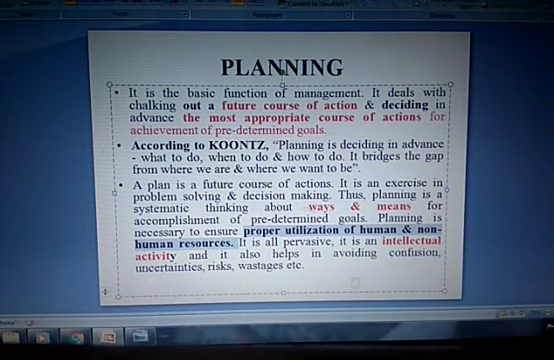 PLANNING
• It is the basic function of management. It deals with
chalking out a future course of action & deciding in
advance the most appropriate course of actions for
achievement of pre-determined goals.
• According to KOONTZ, “Planning is deciding in advance
- what to do, when to do & how to do. It bridges the gap
from where we are & where we want to be”.
• A plan is a future course of actions. It is an exercise in
problem solving & decision making. Thus, planning is a
systematic thinking about ways & means for
accomplishment of pre-determined goals. Planning is
necessary to ensure proper utilization of human & non-
human resources. It is all pervasive, it is an intellectual
activity and it also helps in avoiding confusion,
uncertainties, risks, wastages etc.